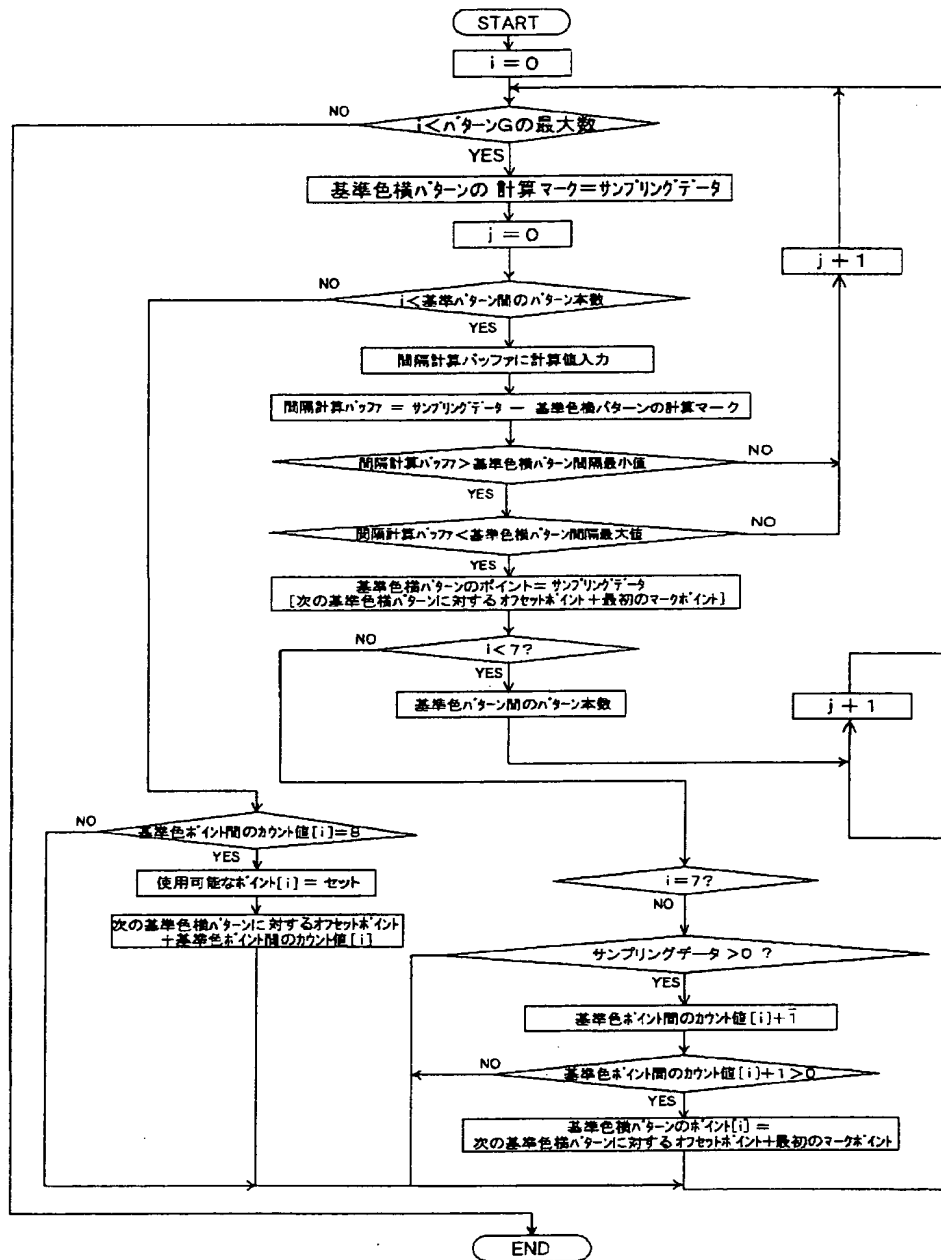 START
i=0
NO
i<パターンGの最大数
YES
基準色横パターンの 計算マーク=サンプリングデータ
j=0
j+1
NO
i<基準パターン間のパターン本数
YES
間隔計算バッファに計算値入力
間隔計算バッファ = サンプリングデータ − 基準色横パターンの計算マーク
NO
間隔計算バッファ>基準色横パターン間隔最小値
YES
NO
間隔計算バッファ<基準色横パターン間隔最大値
YES
基準色横パターンのポイント=サンプリングデータ
[次の基準色横パターンに対するオフセットポイント+最初のマークポイント]
NO
i<7?
YES
基準色パターン間のパターン本数
j+1
NO
基準色ポイント間のカウント値[i]=8
YES
使用可能なポイント[i]=セット
次の基準色横パターンに対するオフセットポイント
+基準色ポイント間のカウント値[i]
i=7?
NO
サンプリングデータ>0 ?
YES
基準色ポイント間のカウント値[i]+1
NO
基準色ポイント間のカウント値[i]+1>0
YES
基準色横パターンのポイント[i]=
次の基準色横パターンに対するオフセットポイント+最初のマークポイント
END